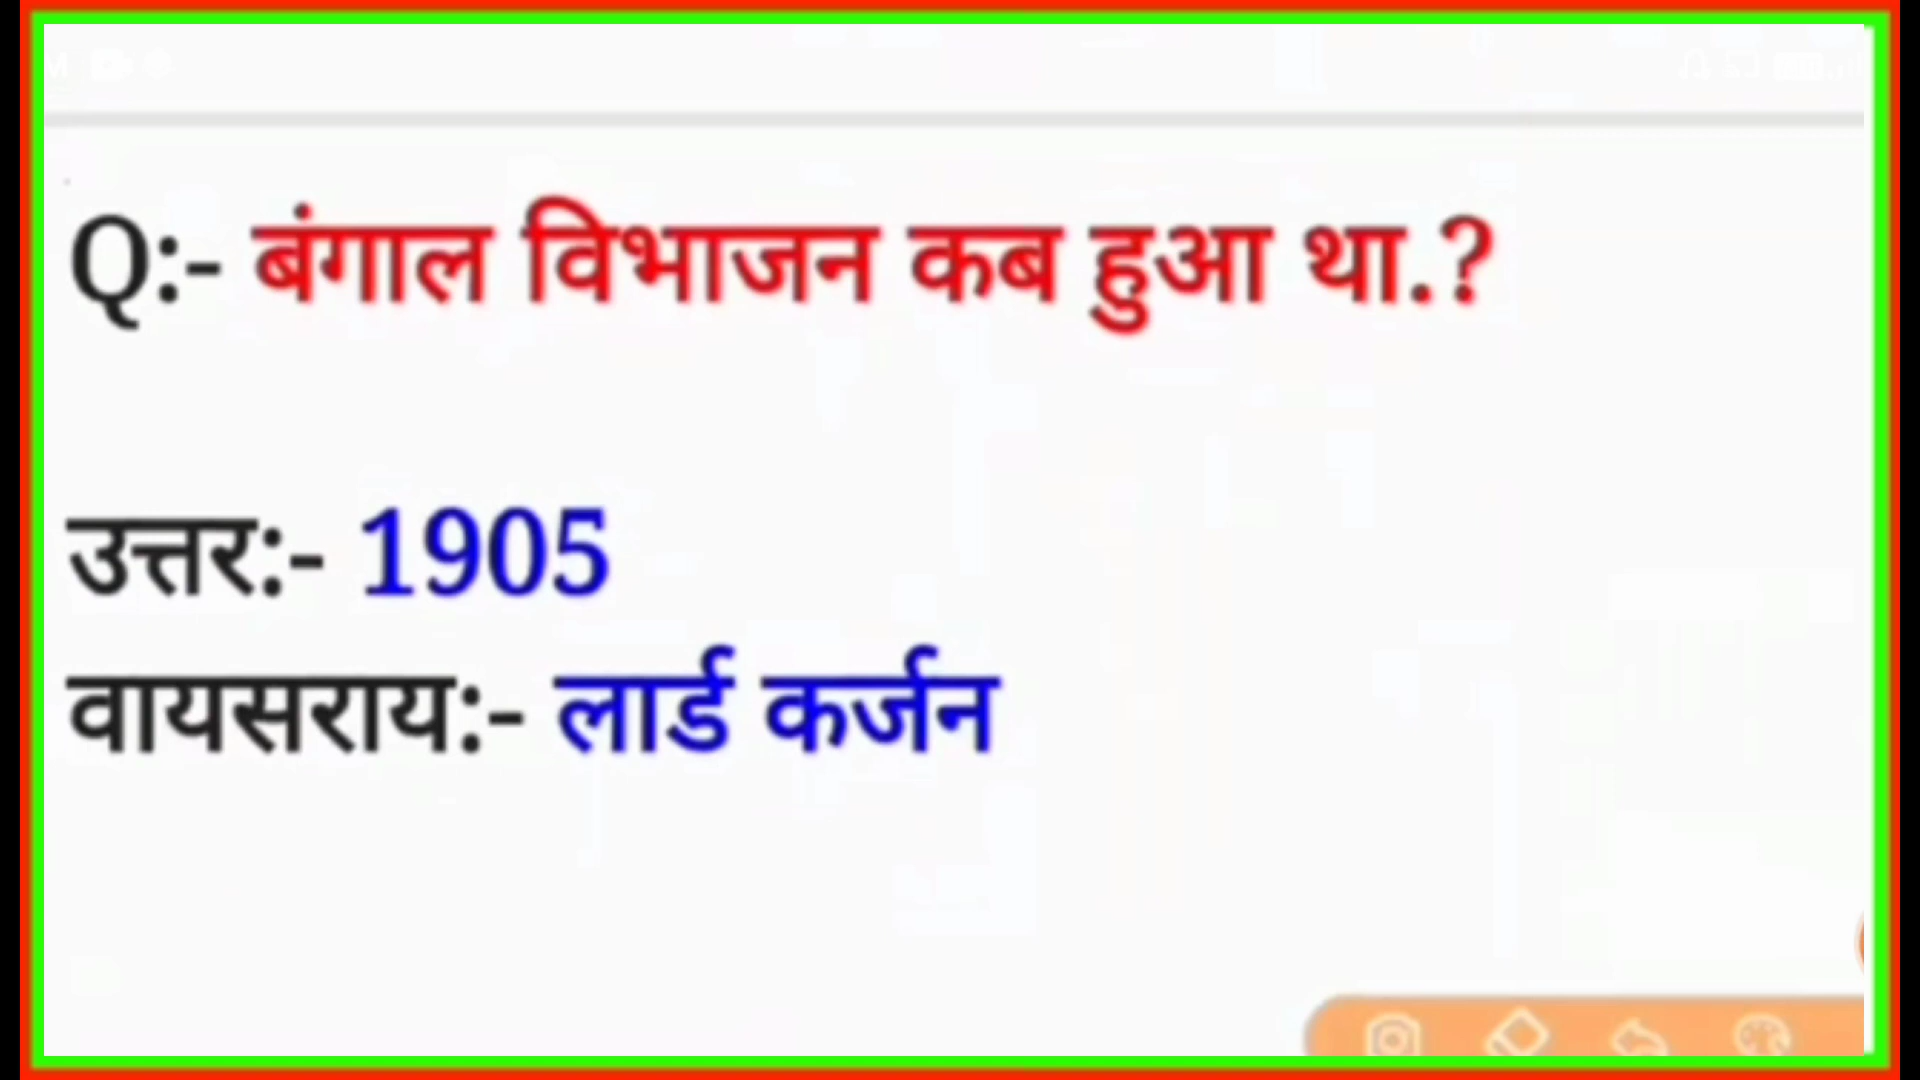 Q:- बंगाल विभाजन कब हुआ था.?
उत्तर:- 1905
वायसराय:- लार्ड कर्जन